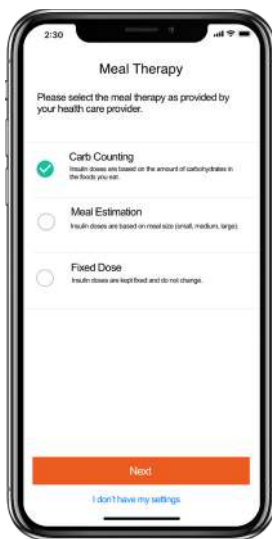 2:30
Meal Therapy
Please select the meal therapy as provided by
your health care provider.
Carb Counting
Insulin doses are based on the amount of carbohydrates in
the foods you eat.
Meal Estimation
Insulin doses are based on meal size (small, medium, large).
Fixed Dose
Insulin doses are kept fixed and do not change.
Next
I don't have my settings